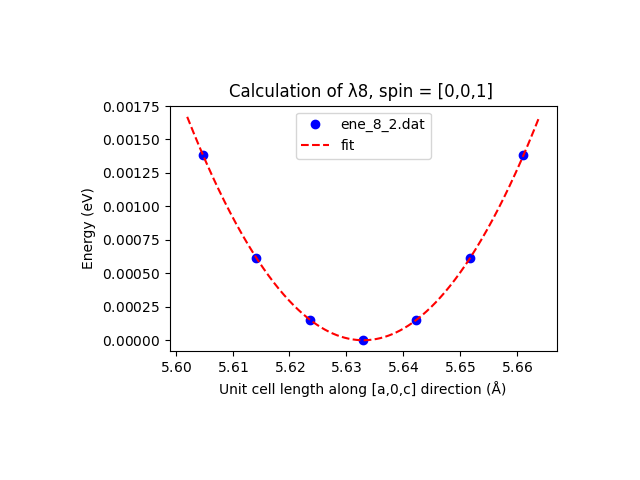 Calculation of λ8, spin = [0,0,1]
ene_8_2.dat
fit
Energy (eV)
0.00175
0.00150
0.00125
0.00100
0.00075
0.00050
0.00025
0.00000
5.60 5.61 5.62 5.63 5.64 5.65 5.66
Unit cell length along [a,0,c] direction (Å)